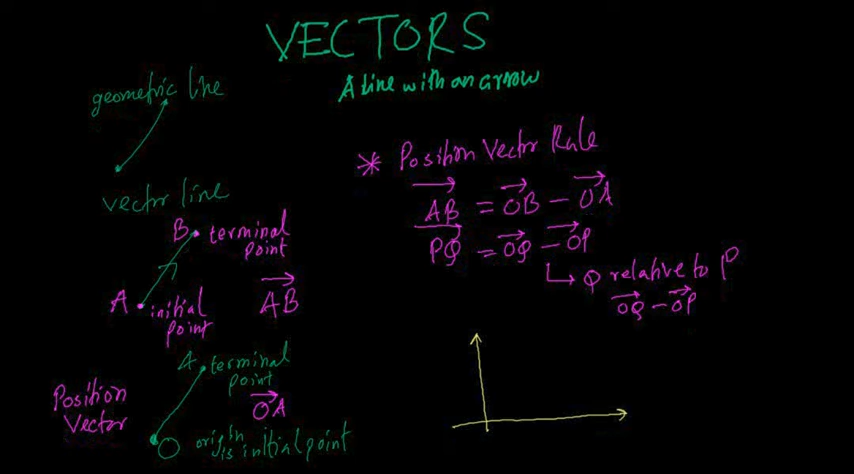 VECTORS
A line with an arrow
geometric line
vector line
B terminal
point
A initial
point
AB
A terminal
point
Position
Vector
OA
O origin
is initial point
* Position Vector Rule
AB = OB - OA
PQ = OQ - OP
↳ Q relative to P
OQ - OP